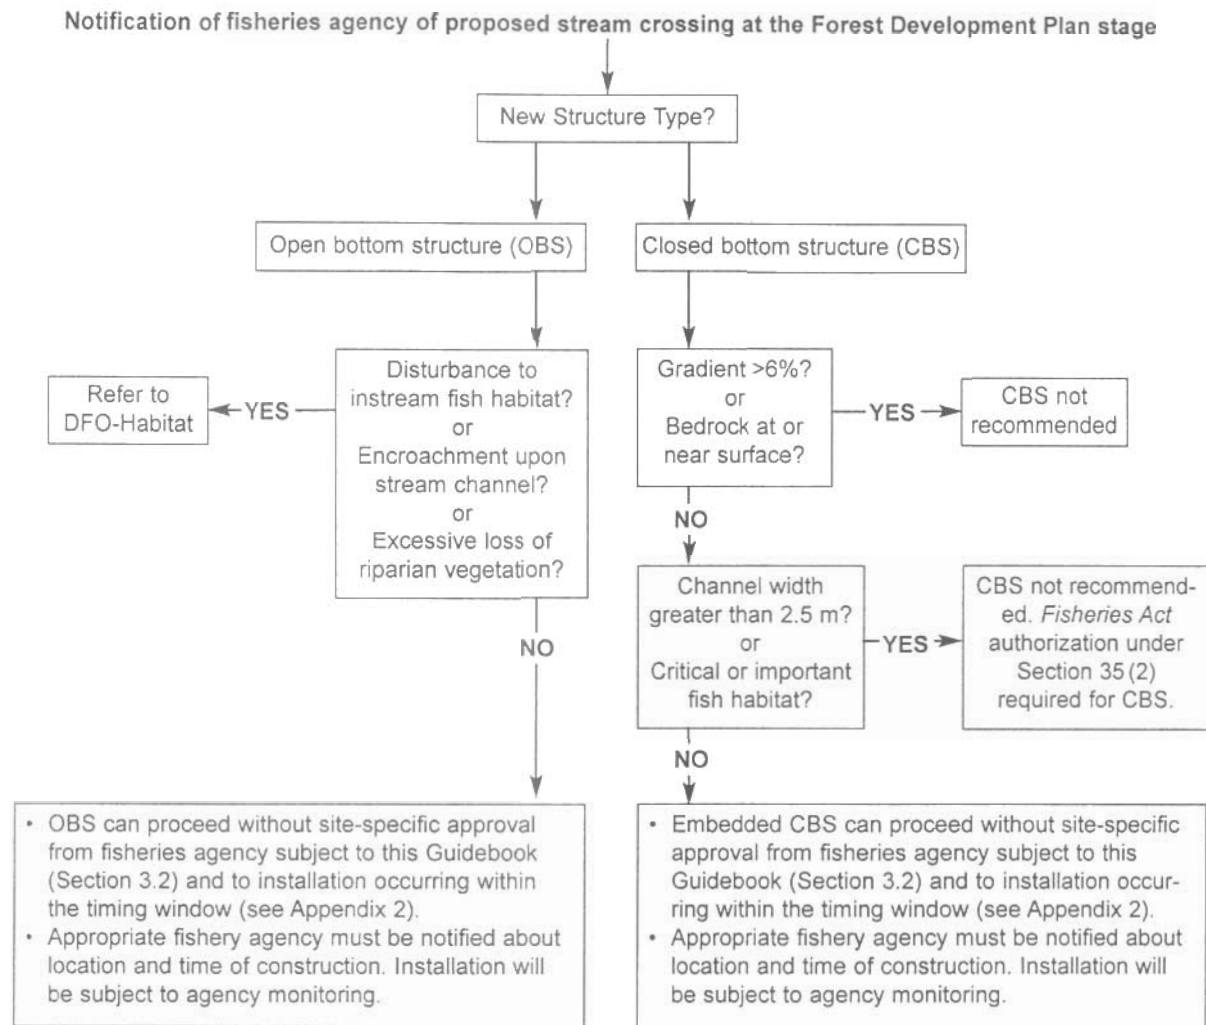 Notification of fisheries agency of proposed stream crossing at the Forest Development Plan stage
New Structure Type?
Open bottom structure (OBS)
Closed bottom structure (CBS)
Refer to
DFO-Habitat
YES
Disturbance to
instream fish habitat?
or
Encroachment upon
stream channel?
or
Excessive loss of
riparian vegetation?
Gradient >6%?
or
Bedrock at or
near surface?
YES
CBS not
recommended
NO
Channel width
greater than 2.5 m?
or
Critical or important
fish habitat?
YES
CBS not recommend-
ed. Fisheries Act
authorization under
Section 35 (2)
required for CBS.
NO
NO
• OBS can proceed without site-specific approval
from fisheries agency subject to this Guidebook
(Section 3.2) and to installation occurring within
the timing window (see Appendix 2).
• Appropriate fishery agency must be notified about
location and time of construction. Installation will
be subject to agency monitoring.
• Embedded CBS can proceed without site-specific
approval from fisheries agency subject to this
Guidebook (Section 3.2) and to installation occur-
ring within the timing window (see Appendix 2).
• Appropriate fishery agency must be notified about
location and time of construction. Installation will
be subject to agency monitoring.